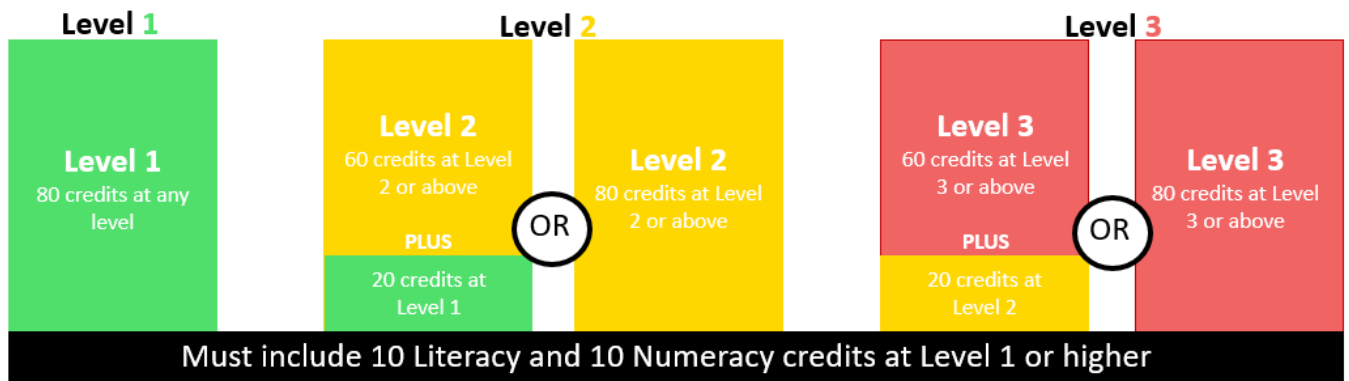 Level 1
Level 1
80 credits at any
level
Level 2
Level 2
60 credits at Level
2 or above
PLUS
20 credits at
Level 1
OR
Level 2
80 credits at Level
2 or above
Level 3
Level 3
60 credits at Level
3 or above
PLUS
20 credits at
Level 2
OR
Level 3
80 credits at Level
3 or above
Must include 10 Literacy and 10 Numeracy credits at Level 1 or higher